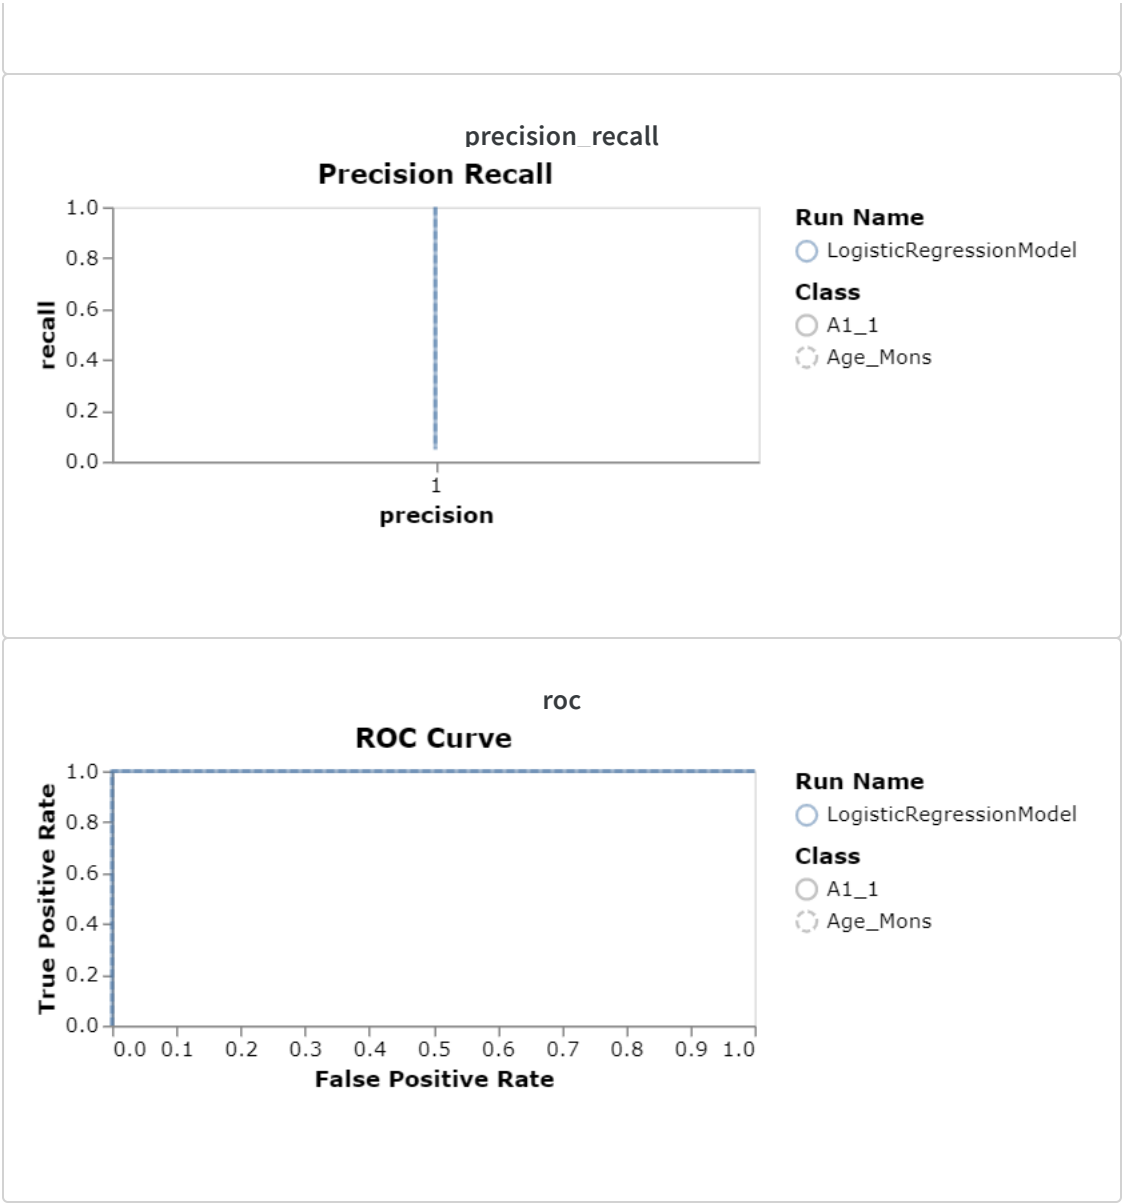 precision_recall
Precision Recall
1.0
0.8
0.6
0.4
0.2
0.0
recall
1
precision
Run Name
LogisticRegressionModel
Class
A1_1
Age_Mons
roc
ROC Curve
1.0
0.8
0.6
0.4
0.2
0.0
True Positive Rate
0.0 0.1 0.2 0.3 0.4 0.5 0.6 0.7 0.8 0.9 1.0
False Positive Rate
Run Name
LogisticRegressionModel
Class
A1_1
Age_Mons